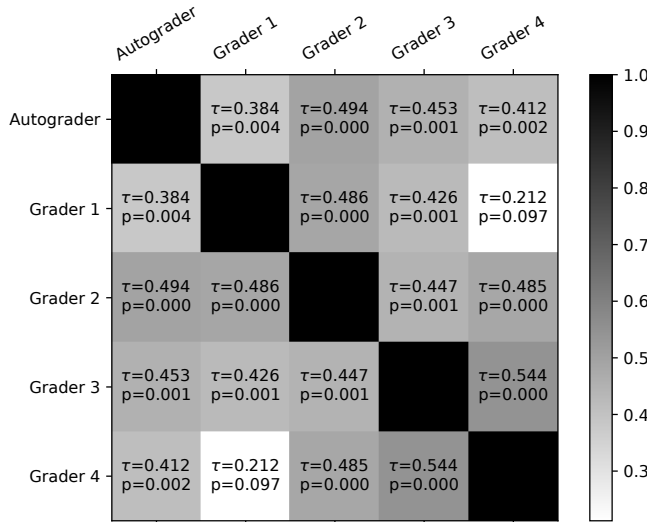 Autograder Grader 1 Grader 2 Grader 3 Grader 4
1.0
Autograder τ=0.384 τ=0.494 τ=0.453 τ=0.412
p=0.004 p=0.000 p=0.001 p=0.002
0.9
Grader 1 τ=0.384 τ=0.486 τ=0.426 τ=0.212
p=0.004 p=0.000 p=0.001 p=0.097
0.8
0.7
Grader 2 τ=0.494 τ=0.486 τ=0.447 τ=0.485
p=0.000 p=0.000 p=0.001 p=0.000
0.6
0.5
Grader 3 τ=0.453 τ=0.426 τ=0.447 τ=0.544
p=0.001 p=0.001 p=0.001 p=0.000
0.4
Grader 4 τ=0.412 τ=0.212 τ=0.485 τ=0.544
p=0.002 p=0.097 p=0.000 p=0.000
0.3